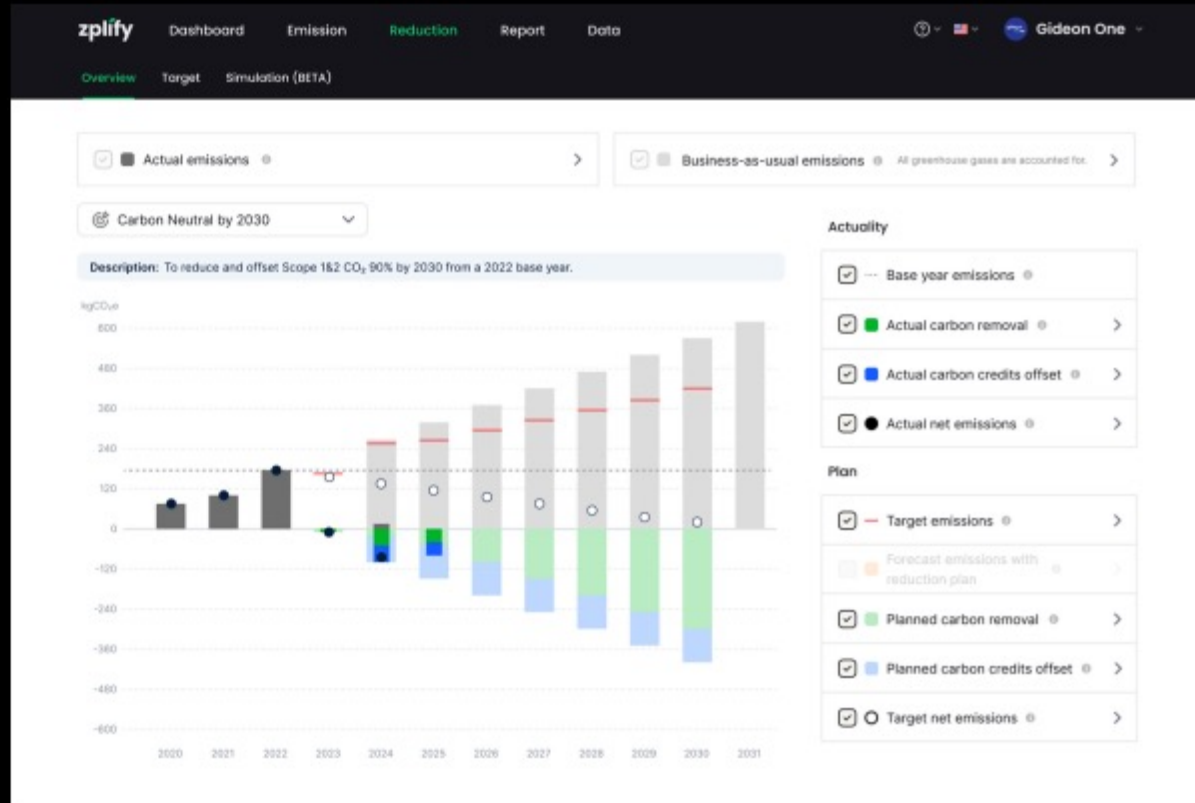 zplify Dashboard Emission Reduction Report Data Gideon One
Overview Target Simulation (BETA)
Actual emissions
Business-as-usual emissions All greenhouse gases are accounted for.
Carbon Neutral by 2030
Description: To reduce and offset Scope 1&2 CO₂ 90% by 2030 from a 2022 base year.
kgCO₂e
600
480
360
240
120
0
-120
-240
-360
-480
-600
2020 2021 2022 2023 2024 2025 2026 2027 2028 2029 2030 2031
Actuality
Base year emissions
Actual carbon removal
Actual carbon credits offset
Actual net emissions
Plan
Target emissions
Forecast emissions with
reduction plan
Planned carbon removal
Planned carbon credits offset
Target net emissions